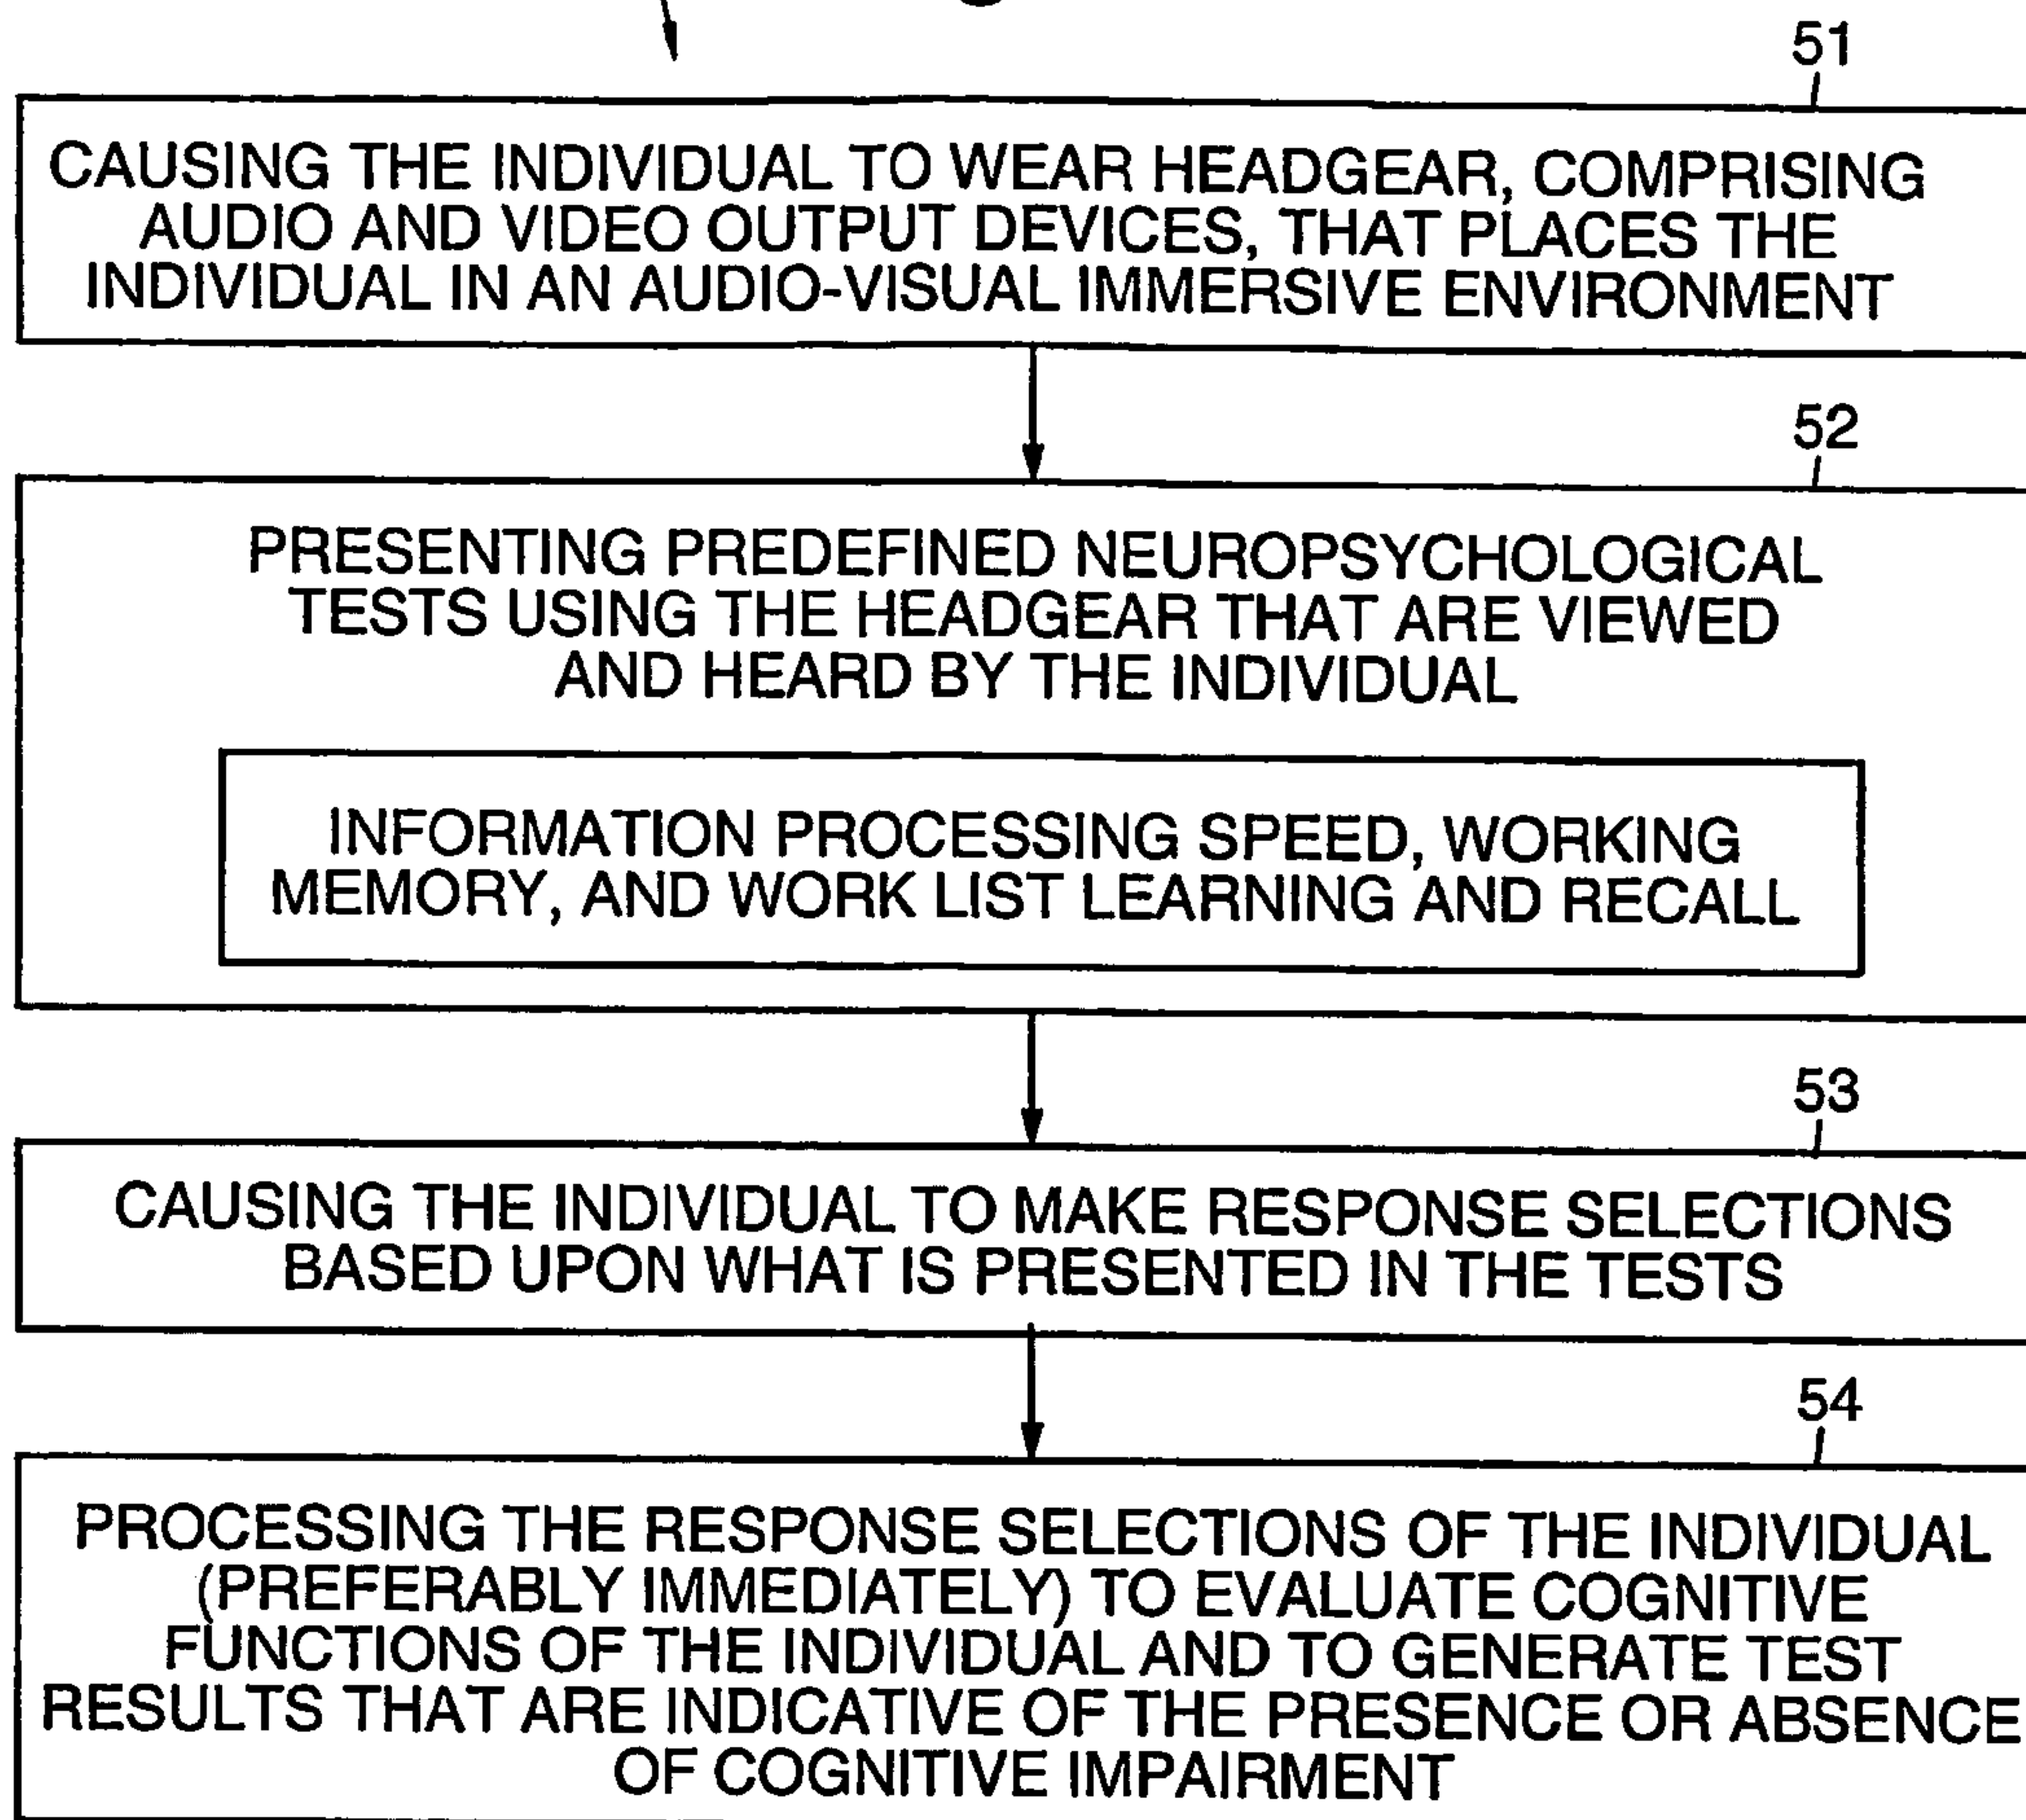 51
CAUSING THE INDIVIDUAL TO WEAR HEADGEAR, COMPRISING
AUDIO AND VIDEO OUTPUT DEVICES, THAT PLACES THE
INDIVIDUAL IN AN AUDIO-VISUAL IMMERSIVE ENVIRONMENT
52
PRESENTING PREDEFINED NEUROPSYCHOLOGICAL
TESTS USING THE HEADGEAR THAT ARE VIEWED
AND HEARD BY THE INDIVIDUAL
INFORMATION PROCESSING SPEED, WORKING
MEMORY, AND WORK LIST LEARNING AND RECALL
53
CAUSING THE INDIVIDUAL TO MAKE RESPONSE SELECTIONS
BASED UPON WHAT IS PRESENTED IN THE TESTS
54
PROCESSING THE RESPONSE SELECTIONS OF THE INDIVIDUAL
(PREFERABLY IMMEDIATELY) TO EVALUATE COGNITIVE
FUNCTIONS OF THE INDIVIDUAL AND TO GENERATE TEST
RESULTS THAT ARE INDICATIVE OF THE PRESENCE OR ABSENCE
OF COGNITIVE IMPAIRMENT